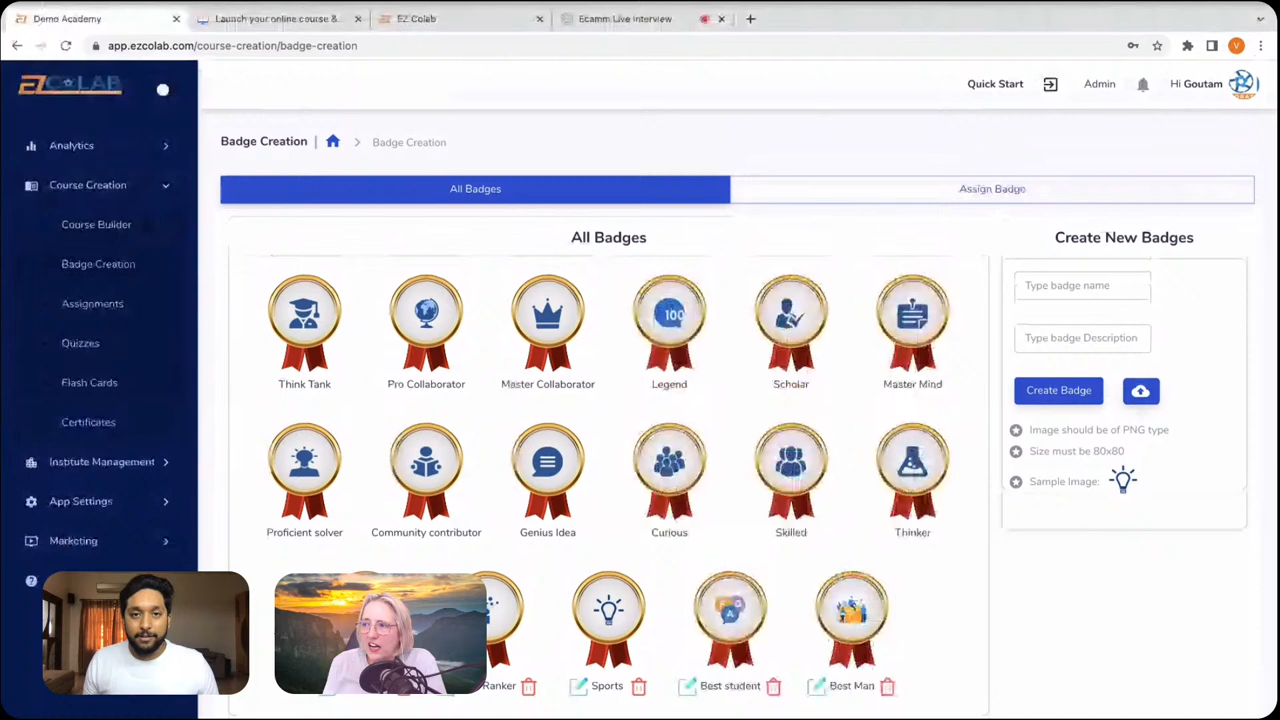 Demo Academy
Launch your online course &
EZ Colab
Ecamm Live Interview
app.ezcolab.com/course-creation/badge-creation
V
EZCOLAB
Quick Start
Admin
Hi Goutam
Analytics
Course Creation
Course Builder
Badge Creation
Assignments
Quizzes
Flash Cards
Certificates
Institute Management
App Settings
Marketing
Badge Creation |
Badge Creation
All Badges
Assign Badge
All Badges
100
Think Tank
Pro Collaborator
Master Collaborator
Legend
Scholar
Master Mind
Proficient solver
Community contributor
Genius Idea
Curious
Skilled
Thinker
A
Ranker
Sports
Best student
Best Man
Create New Badges
Type badge name
Type badge Description
Create Badge
Image should be of PNG type
Size must be 80x80
Sample Image: